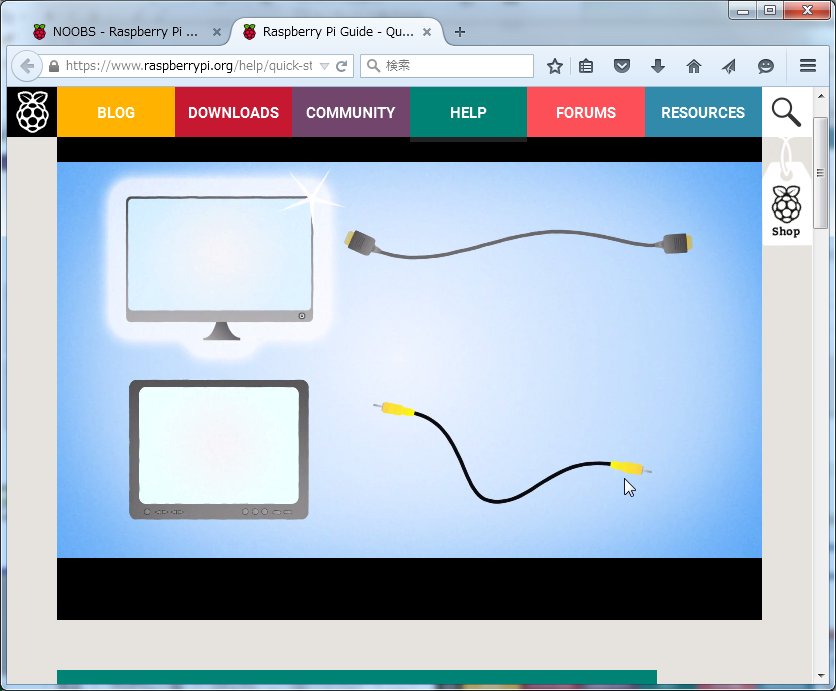 NOOBS - Raspberry Pi ...
Raspberry Pi Guide - Qu...
https://www.raspberrypi.org/help/quick-st
検索
BLOG
DOWNLOADS
COMMUNITY
HELP
FORUMS
RESOURCES
Shop